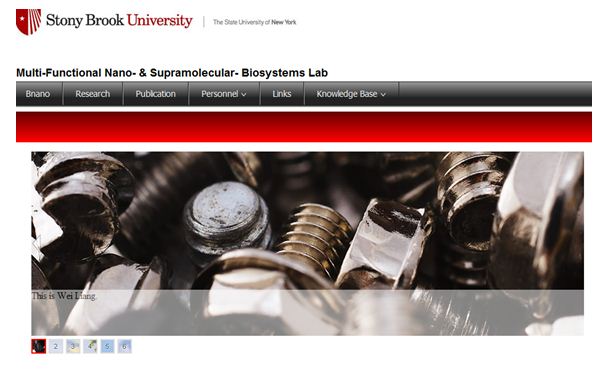 Stony Brook University | The State University of New York
Multi-Functional Nano- & Supramolecular- Biosystems Lab
Bnano Research Publication Personnel Links Knowledge Base
This is Wei Liang.
2 3 4 5 6